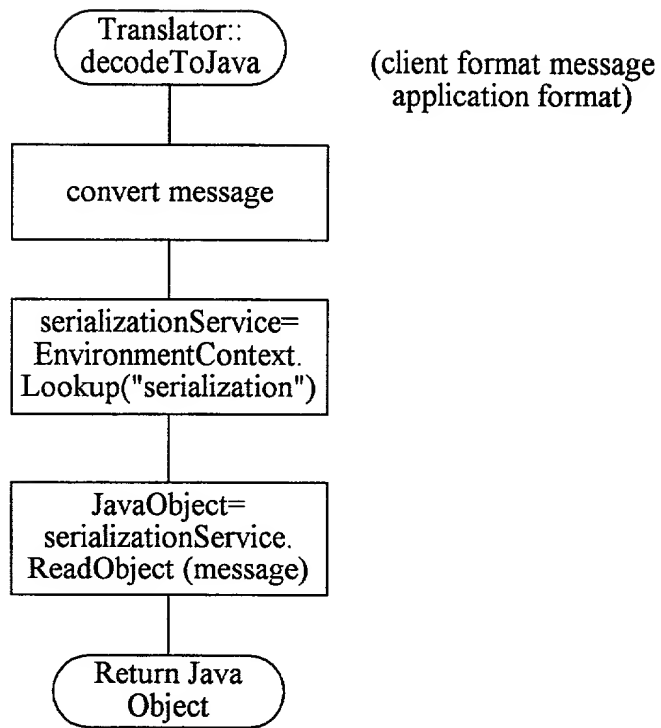 Translator::
decodeToJava
(client format message
application format)
convert message
serializationService=
EnvironmentContext.
Lookup("serialization")
JavaObject=
serializationService.
ReadObject (message)
Return Java
Object